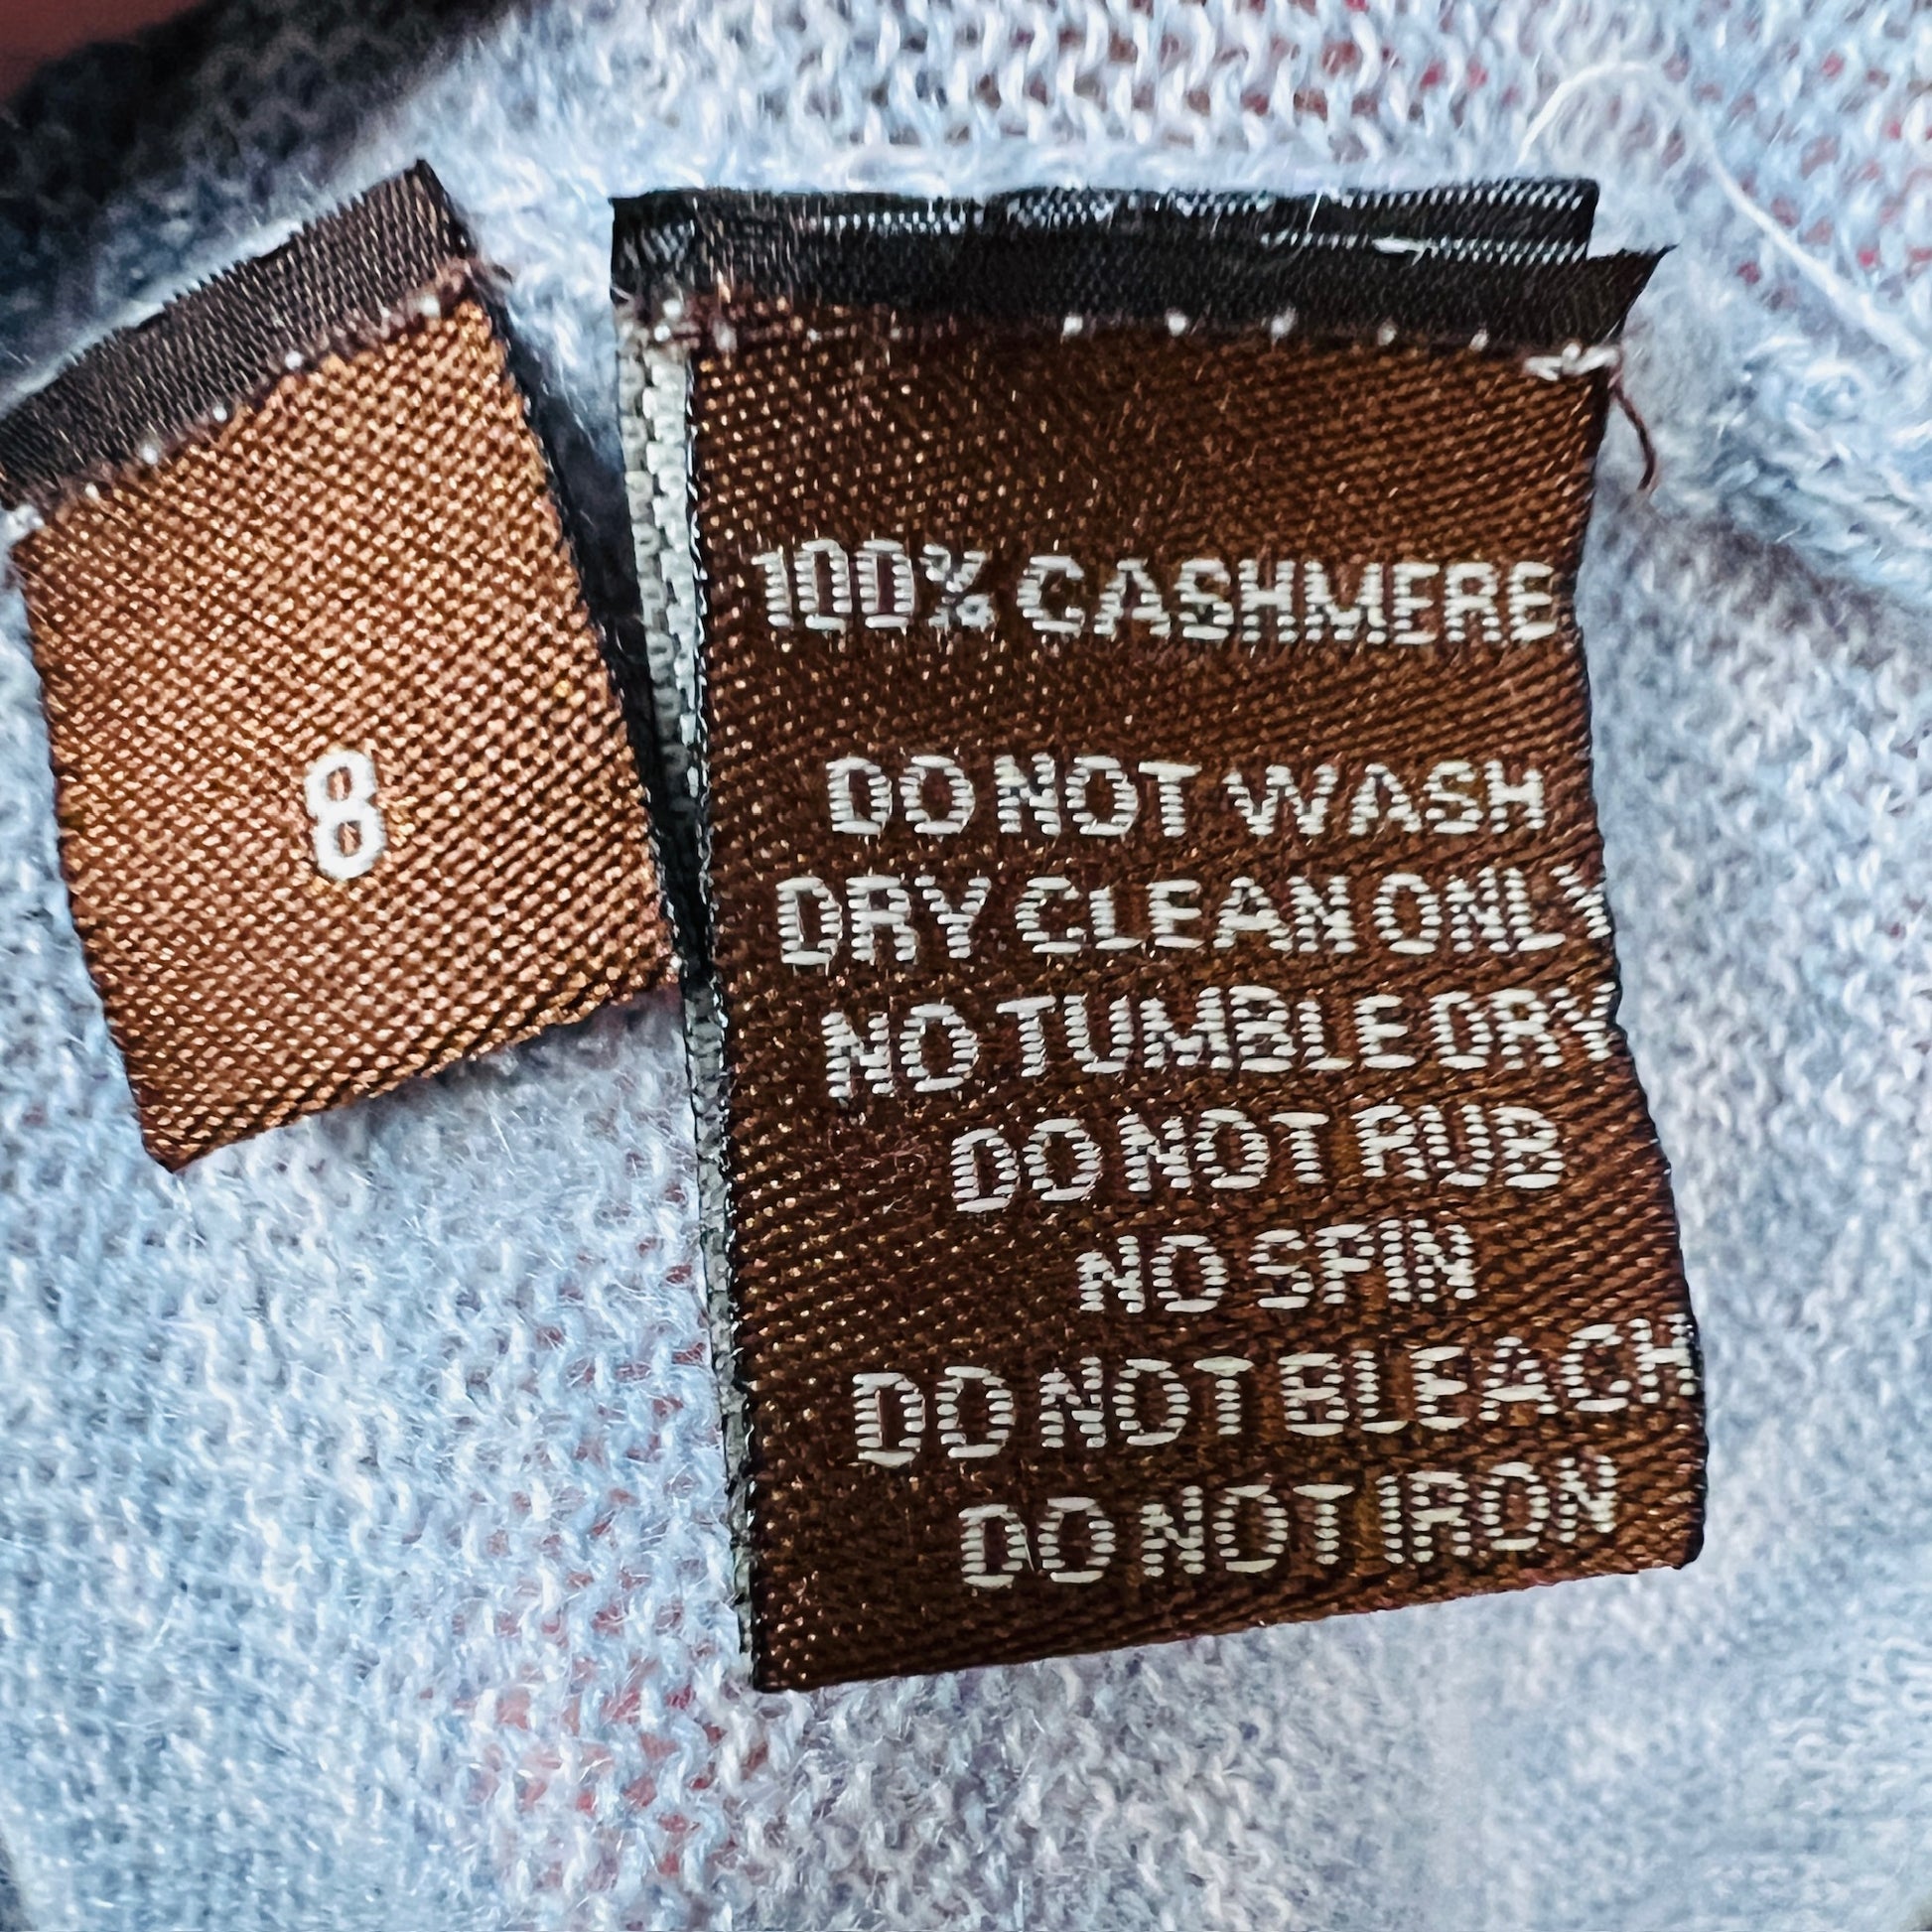 8
100% CASHMERE
DO NOT WASH
DRY CLEAN ONLY
NO TUMBLE DRY
DO NOT RUB
NO SPIN
DO NOT BLEACH
DO NOT IRON